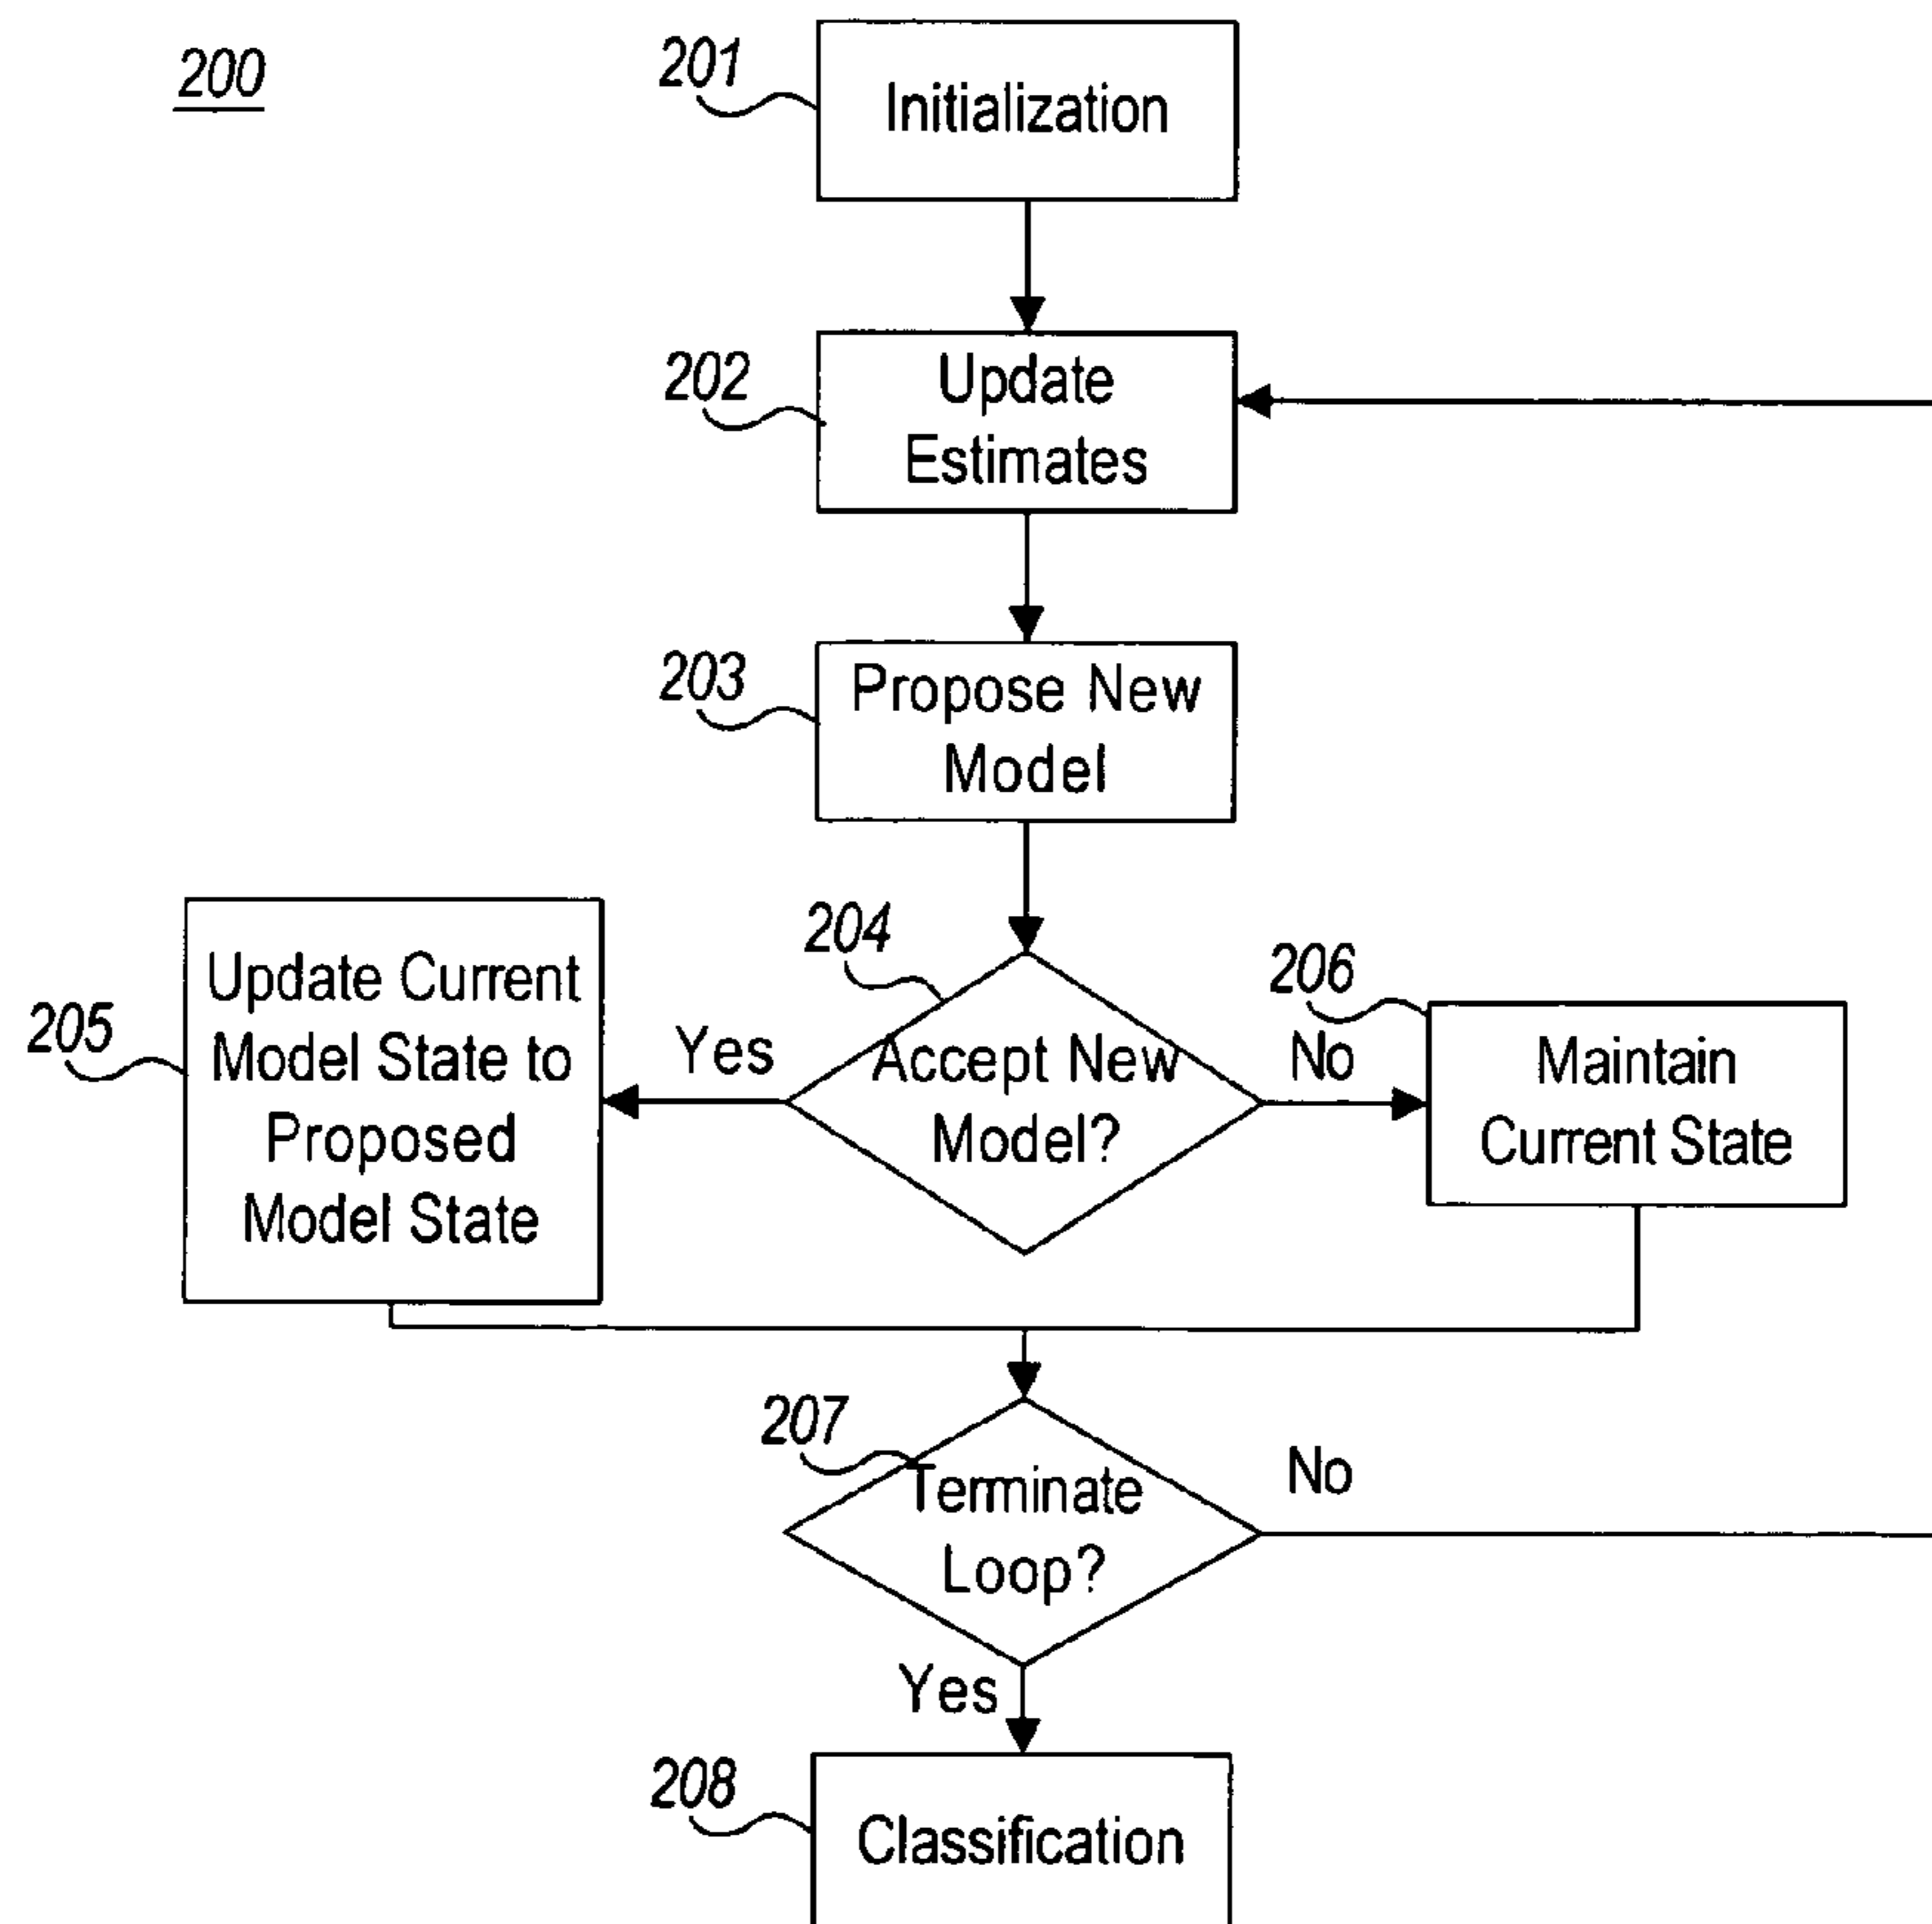 200
201
Initialization
202
Update
Estimates
203
Propose New
Model
204
Accept New
Model?
Yes
No
205
Update Current
Model State to
Proposed
Model State
206
Maintain
Current State
207
Terminate
Loop?
No
Yes
208
Classification